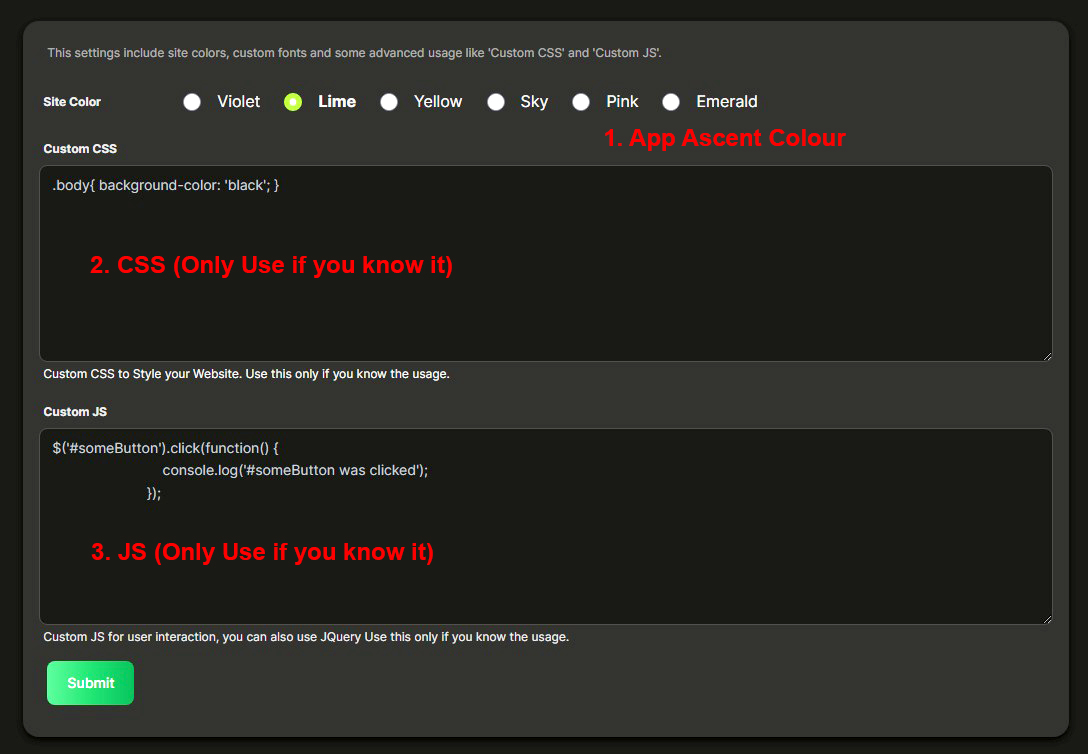 This settings include site colors, custom fonts and some advanced usage like 'Custom CSS' and 'Custom JS'.
Site Color Violet Lime Yellow Sky Pink Emerald
1. App Ascent Colour
Custom CSS
.body{ background-color: 'black'; }
2. CSS (Only Use if you know it)
Custom CSS to Style your Website. Use this only if you know the usage.
Custom JS
$('#someButton').click(function() {
console.log('#someButton was clicked');
});
3. JS (Only Use if you know it)
Custom JS for user interaction, you can also use JQuery Use this only if you know the usage.
Submit